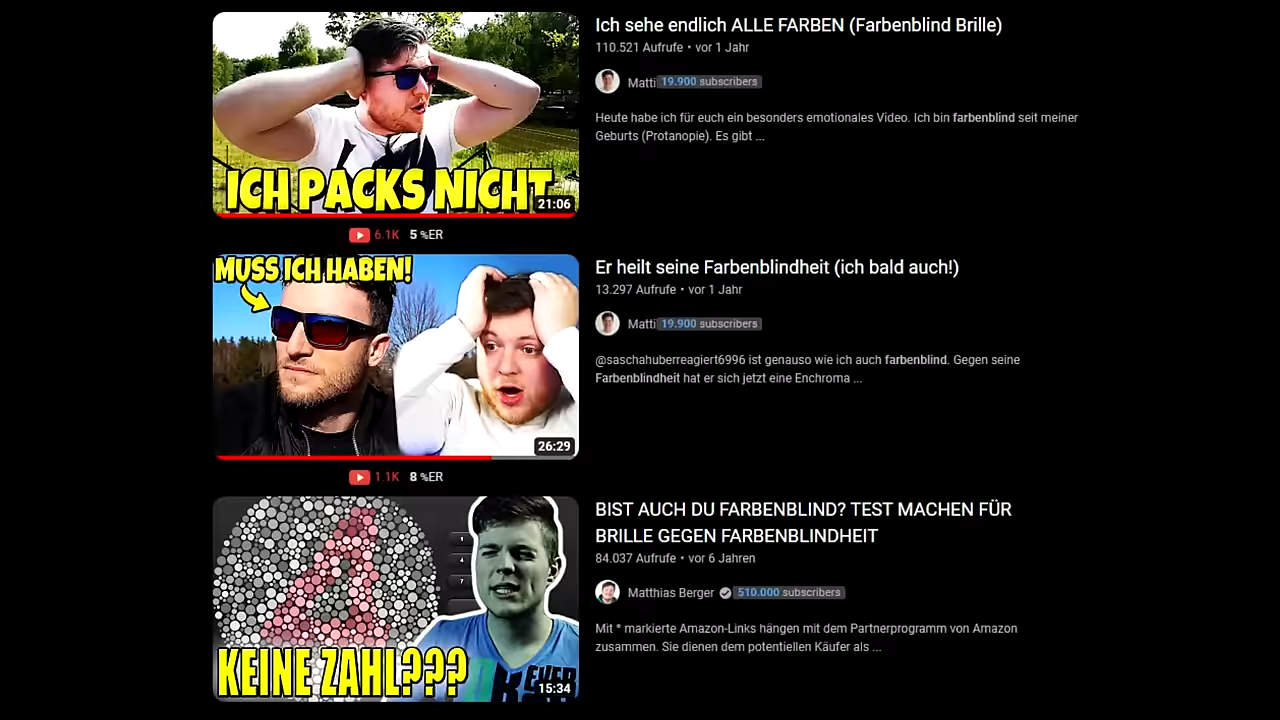 Ich sehe endlich ALLE FARBEN (Farbenblind Brille)
110.521 Aufrufe • vor 1 Jahr
Matti 19.900 subscribers
Heute habe ich für euch ein besonders emotionales Video. Ich bin farbenblind seit meiner
Geburts (Protanopie). Es gibt ...
ICH PACKS NICHT
21:06
6.1K 5 %ER
MUSS ICH HABEN!
Er heilt seine Farbenblindheit (ich bald auch!)
13.297 Aufrufe • vor 1 Jahr
Matti 19.900 subscribers
@saschahuberreagiert6996 ist genauso wie ich auch farbenblind. Gegen seine
Farbenblindheit hat er sich jetzt eine Enchroma ...
26:29
1.1K 8 %ER
BIST AUCH DU FARBENBLIND? TEST MACHEN FÜR
BRILLE GEGEN FARBENBLINDHEIT
84.037 Aufrufe • vor 6 Jahren
Matthias Berger 510.000 subscribers
Mit * markierte Amazon-Links hängen mit dem Partnerprogramm von Amazon
zusammen. Sie dienen dem potentiellen Käufer als ...
1
4
7
4
KEINE ZAHL???
15:34